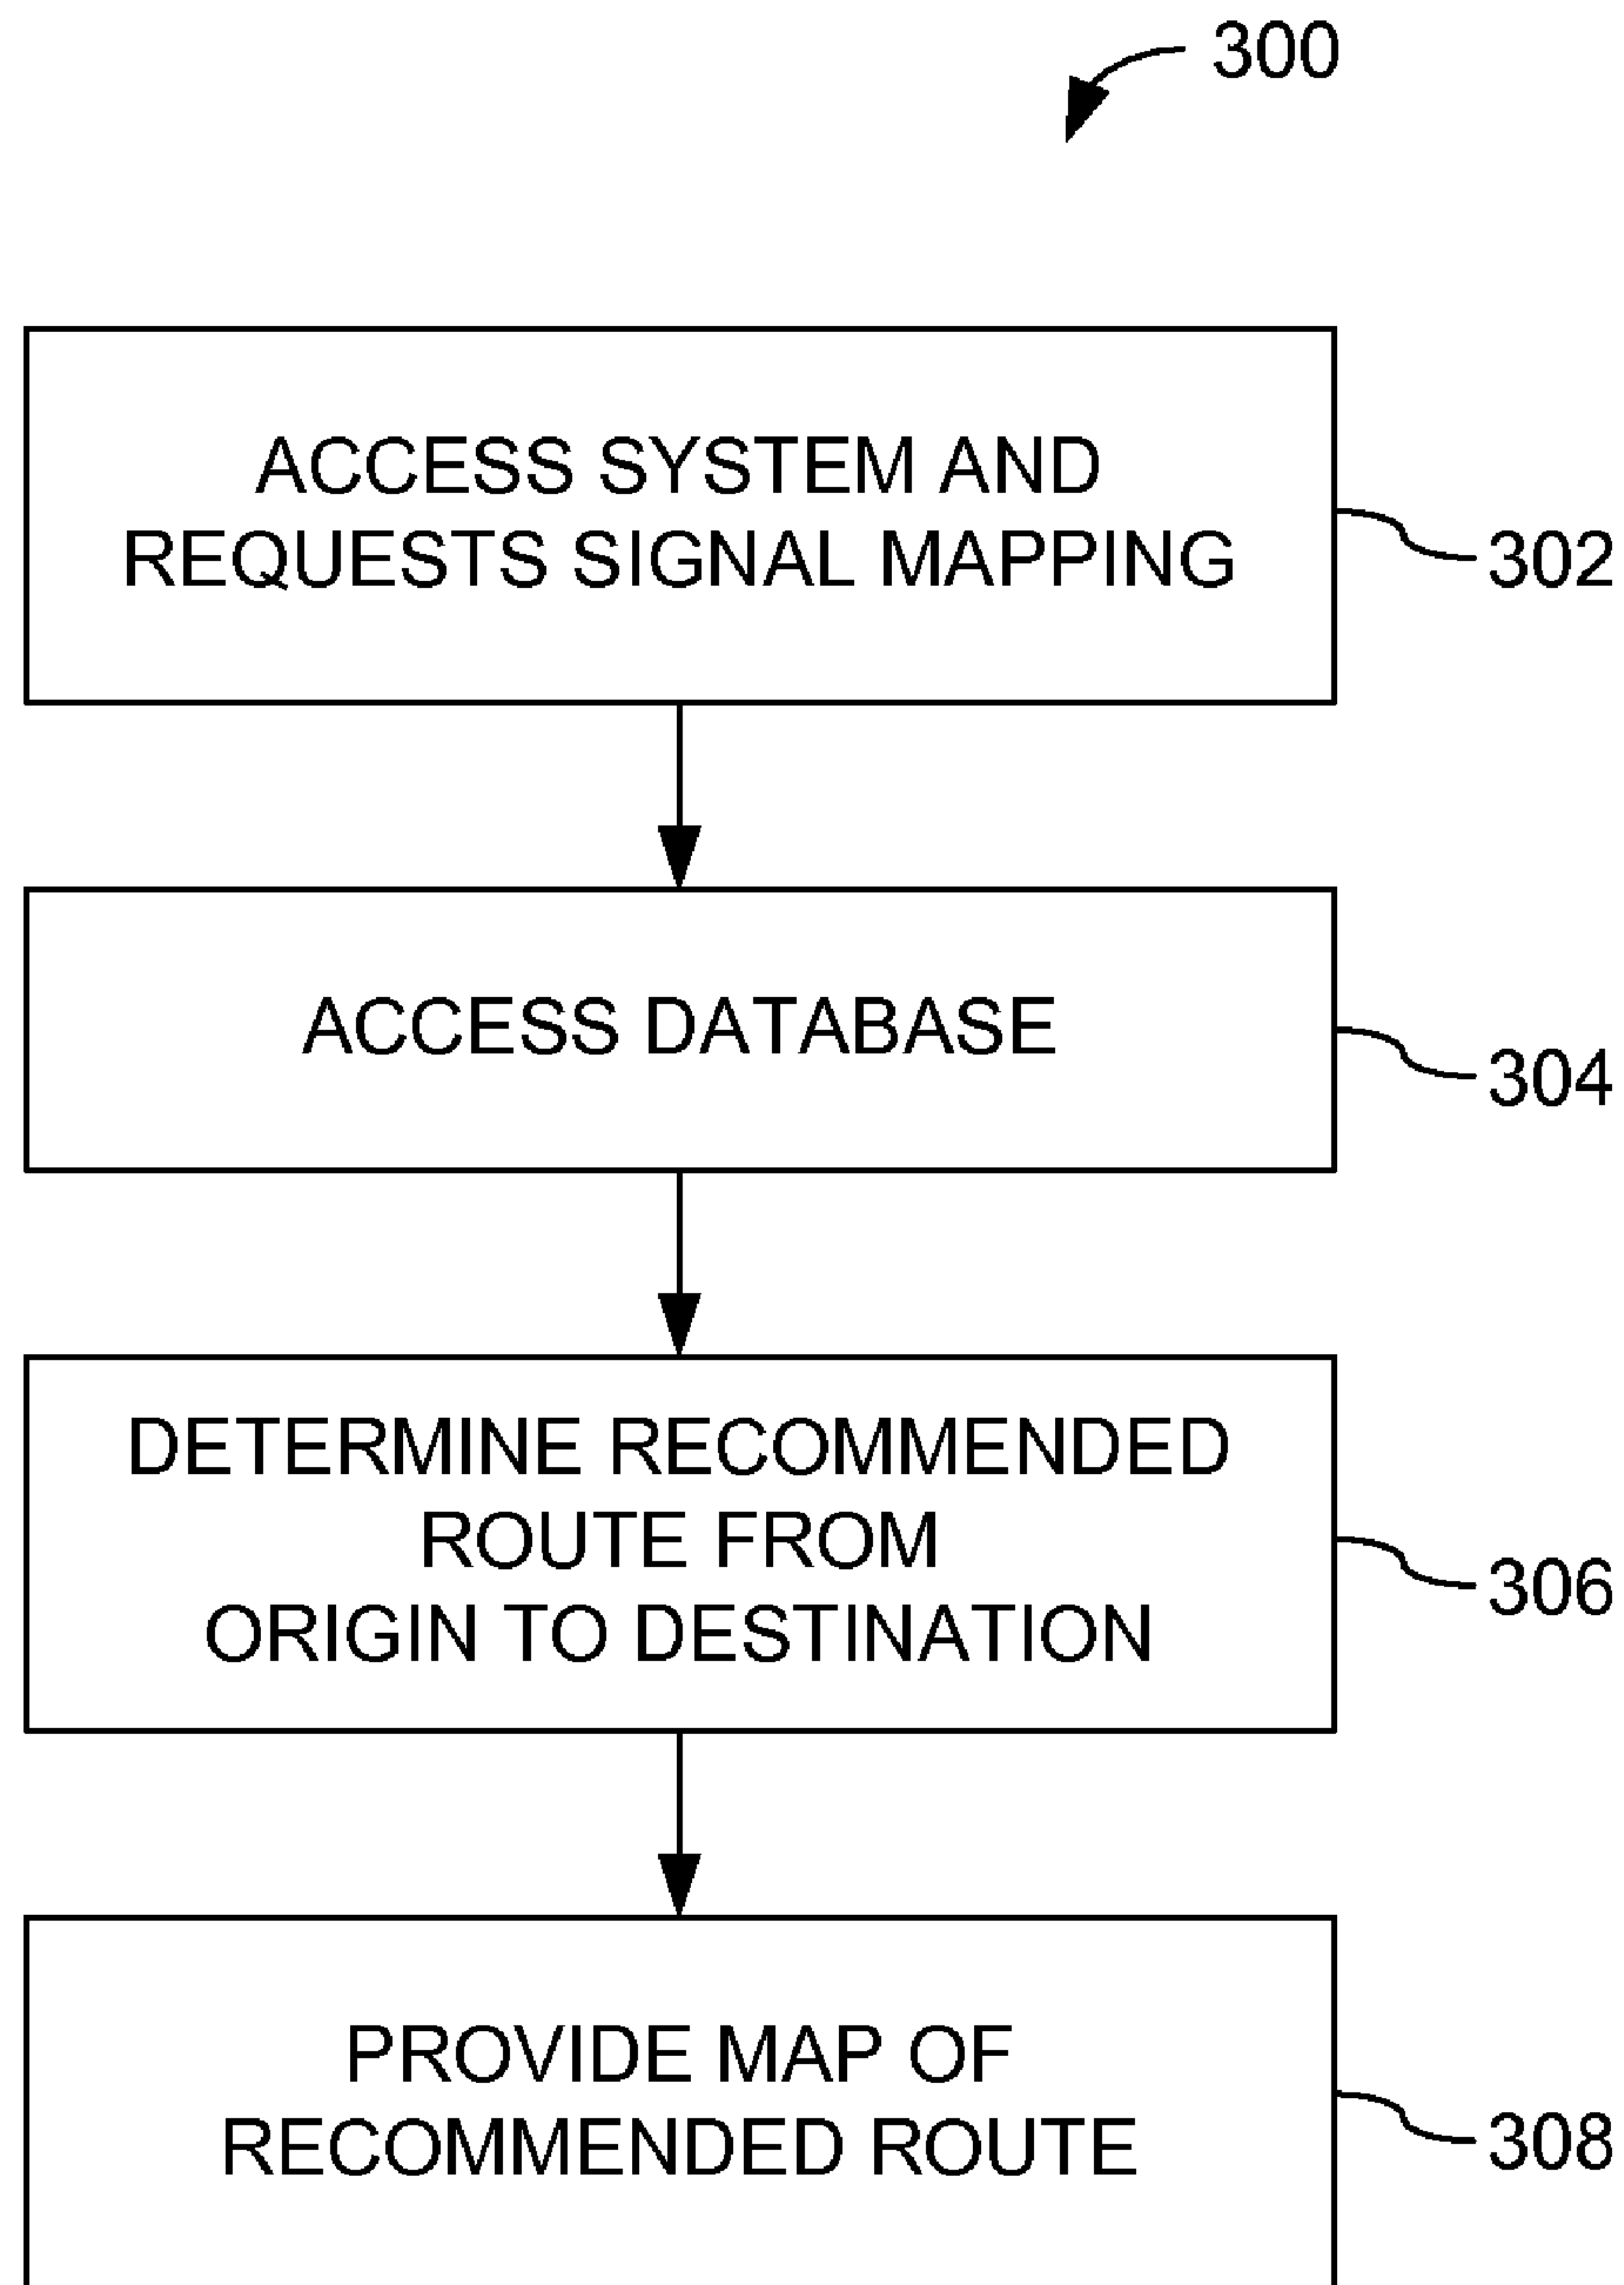 300
ACCESS SYSTEM AND
REQUESTS SIGNAL MAPPING
302
ACCESS DATABASE
304
DETERMINE RECOMMENDED
ROUTE FROM
ORIGIN TO DESTINATION
306
PROVIDE MAP OF
RECOMMENDED ROUTE
308